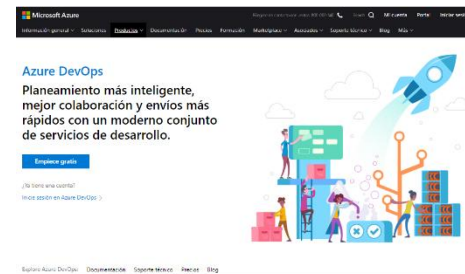 Microsoft Azure
Mi cuenta Portal Iniciar sesi
Información general Soluciones Productos Documentación Precios Formación Marketplace Asociados Soporte técnico Blog Más
Azure DevOps
Planeamiento más inteligente,
mejor colaboración y envíos más
rápidos con un moderno conjunto
de servicios de desarrollo.
Empiece gratis
¿Ya tiene una cuenta?
Inicie sesión en Azure DevOps
Explore Azure DevOps: Documentación Soporte técnico Precios Blog